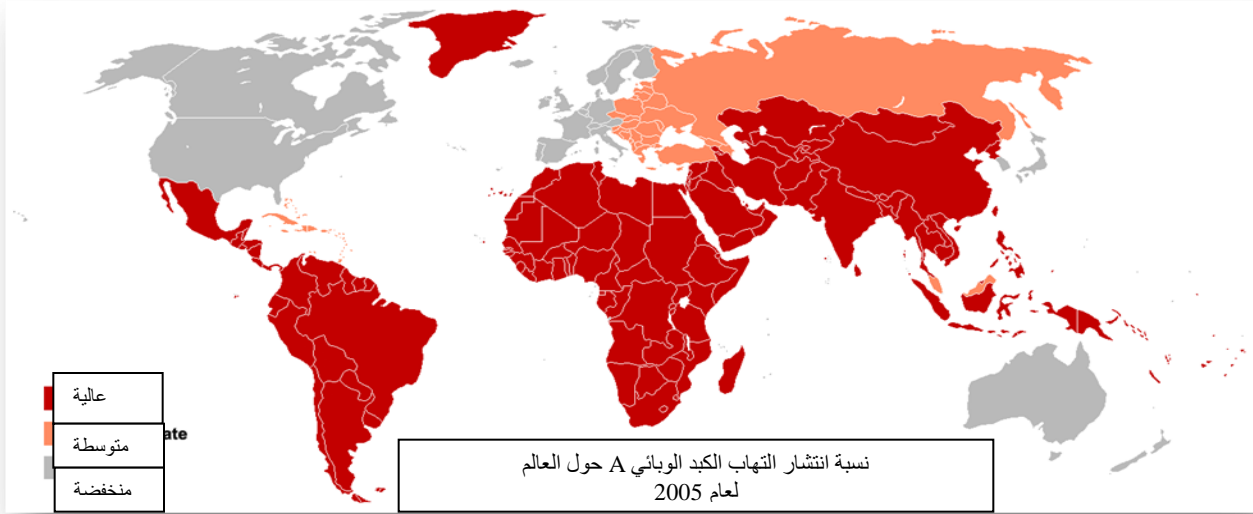 عالية
متوسطة
ate
منخفضة
نسبة انتشار التهاب الكبد الوبائي A حول العالم
لعام 2005